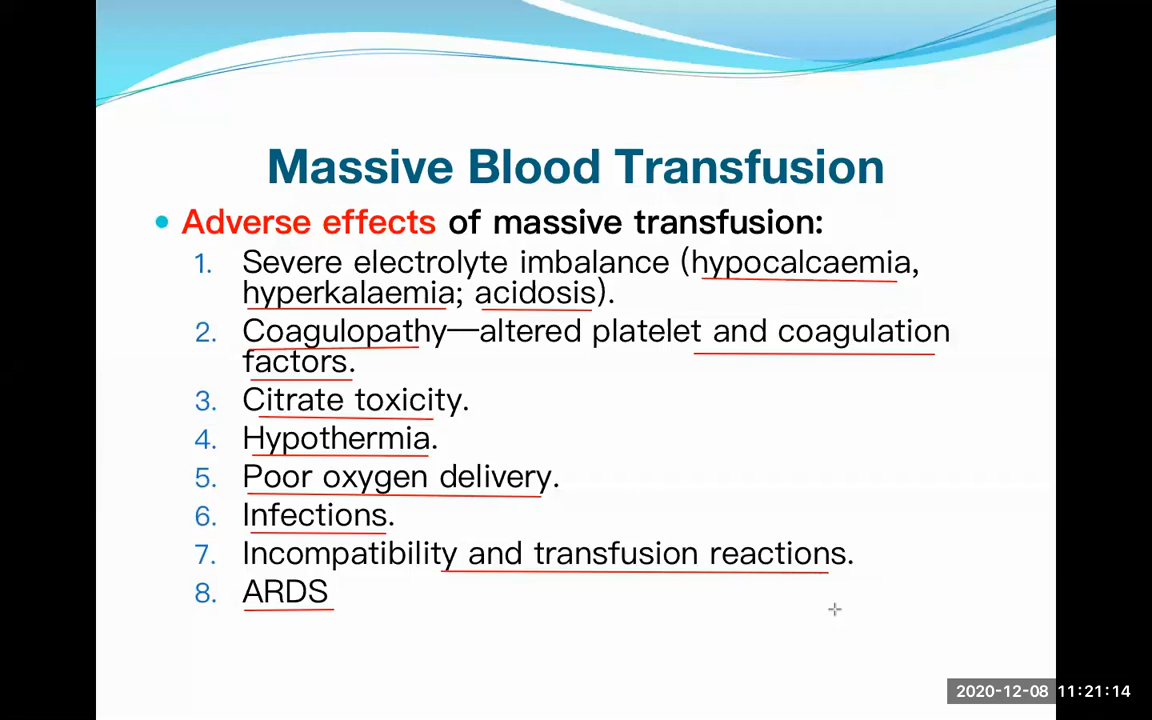 Massive Blood Transfusion
• Adverse effects of massive transfusion:
1. Severe electrolyte imbalance (hypocalcaemia,
hyperkalaemia; acidosis).
2. Coagulopathy—altered platelet and coagulation
factors.
3. Citrate toxicity.
4. Hypothermia.
5. Poor oxygen delivery.
6. Infections.
7. Incompatibility and transfusion reactions.
8. ARDS
2020-12-08 11:21:14